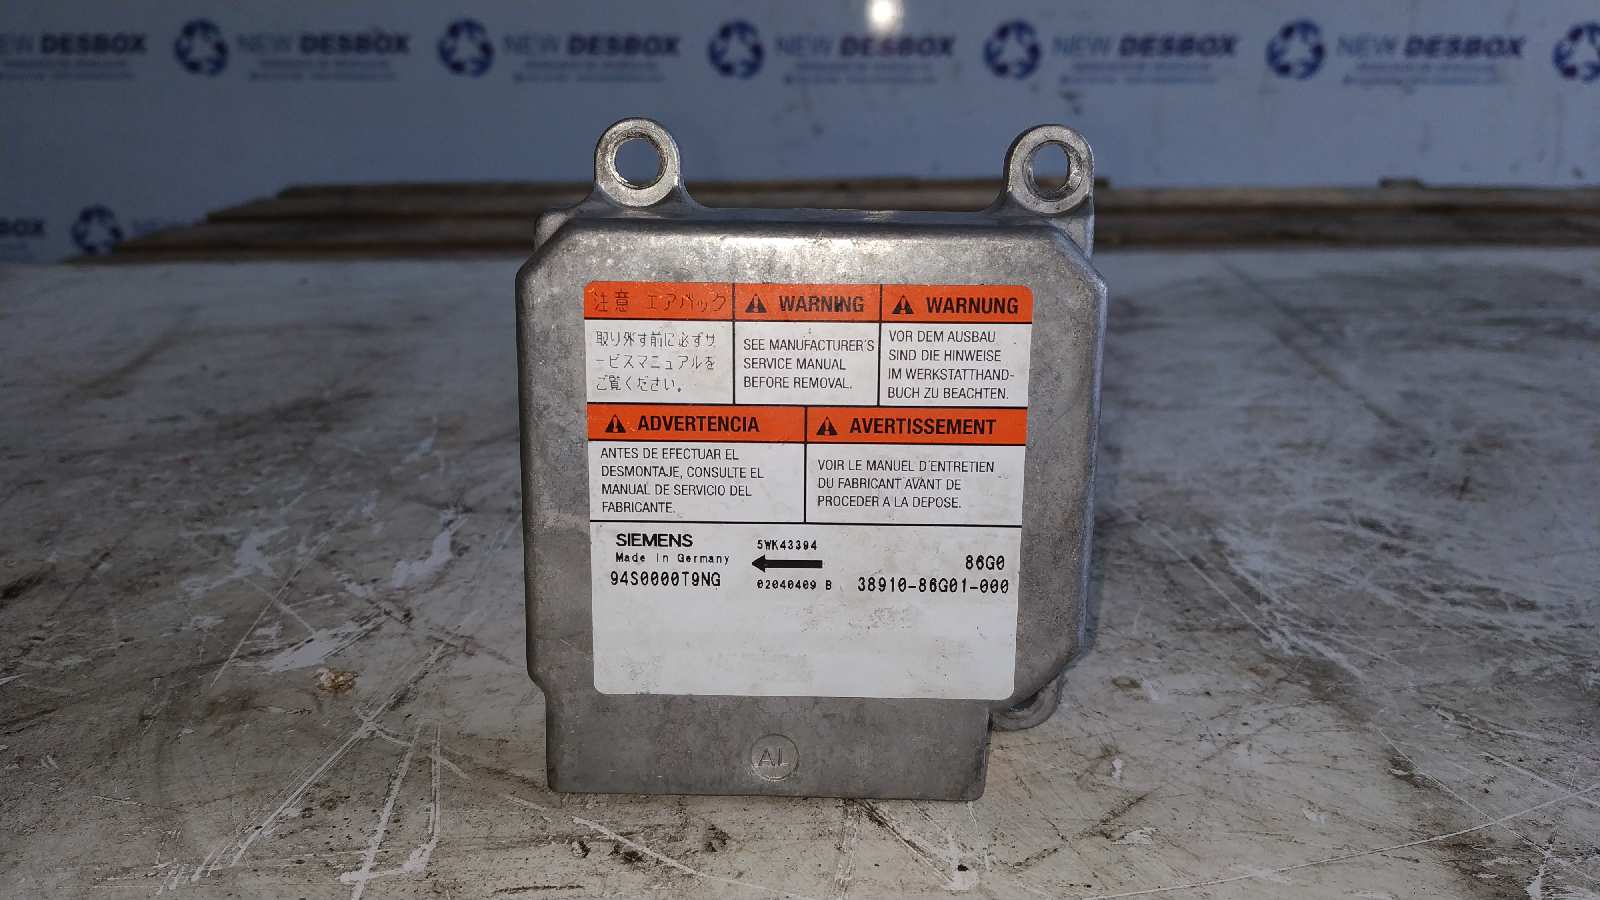 NEW DESBOX
NEW DESBOX
NEW DESBOX
NEW DESBOX
NEW DESBOX
NEW DESBOX
注意 エアバック
取り外す前に必ずサ
ービスマニュアルを
ご覧ください。
WARNING
SEE MANUFACTURER'S
SERVICE MANUAL
BEFORE REMOVAL.
WARNUNG
VOR DEM AUSBAU
SIND DIE HINWEISE
IM WERKSTATTHAND-
BUCH ZU BEACHTEN.
ADVERTENCIA
ANTES DE EFECTUAR EL
DESMONTAJE, CONSULTE EL
MANUAL DE SERVICIO DEL
FABRICANTE.
AVERTISSEMENT
VOIR LE MANUEL D'ENTRETIEN
DU FABRICANT AVANT DE
PROCEDER A LA DEPOSE.
SIEMENS
Made in Germany
94S0000T9NG
5WK43394
02040409 B
86G0
38910-86G01-000
AL